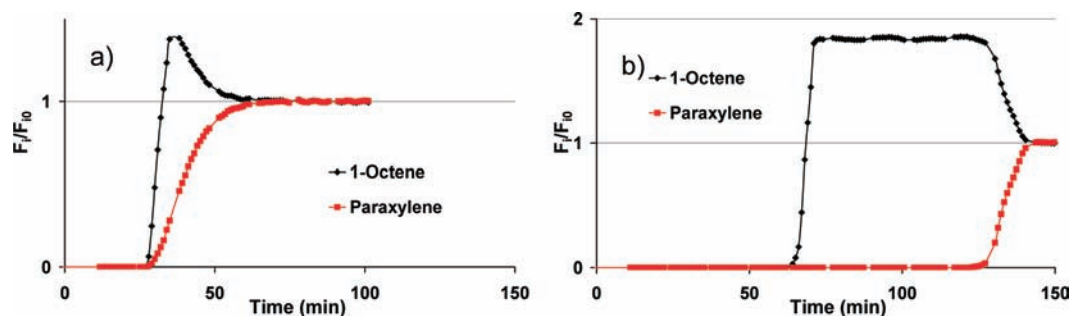 a)
1
0
Fi/Fi0
1-Octene
Paraxylene
0 50 100 150
Time (min)
b)
2
1
0
Fi/Fi0
1-Octene
Paraxylene
0 50 100 150
Time (min)